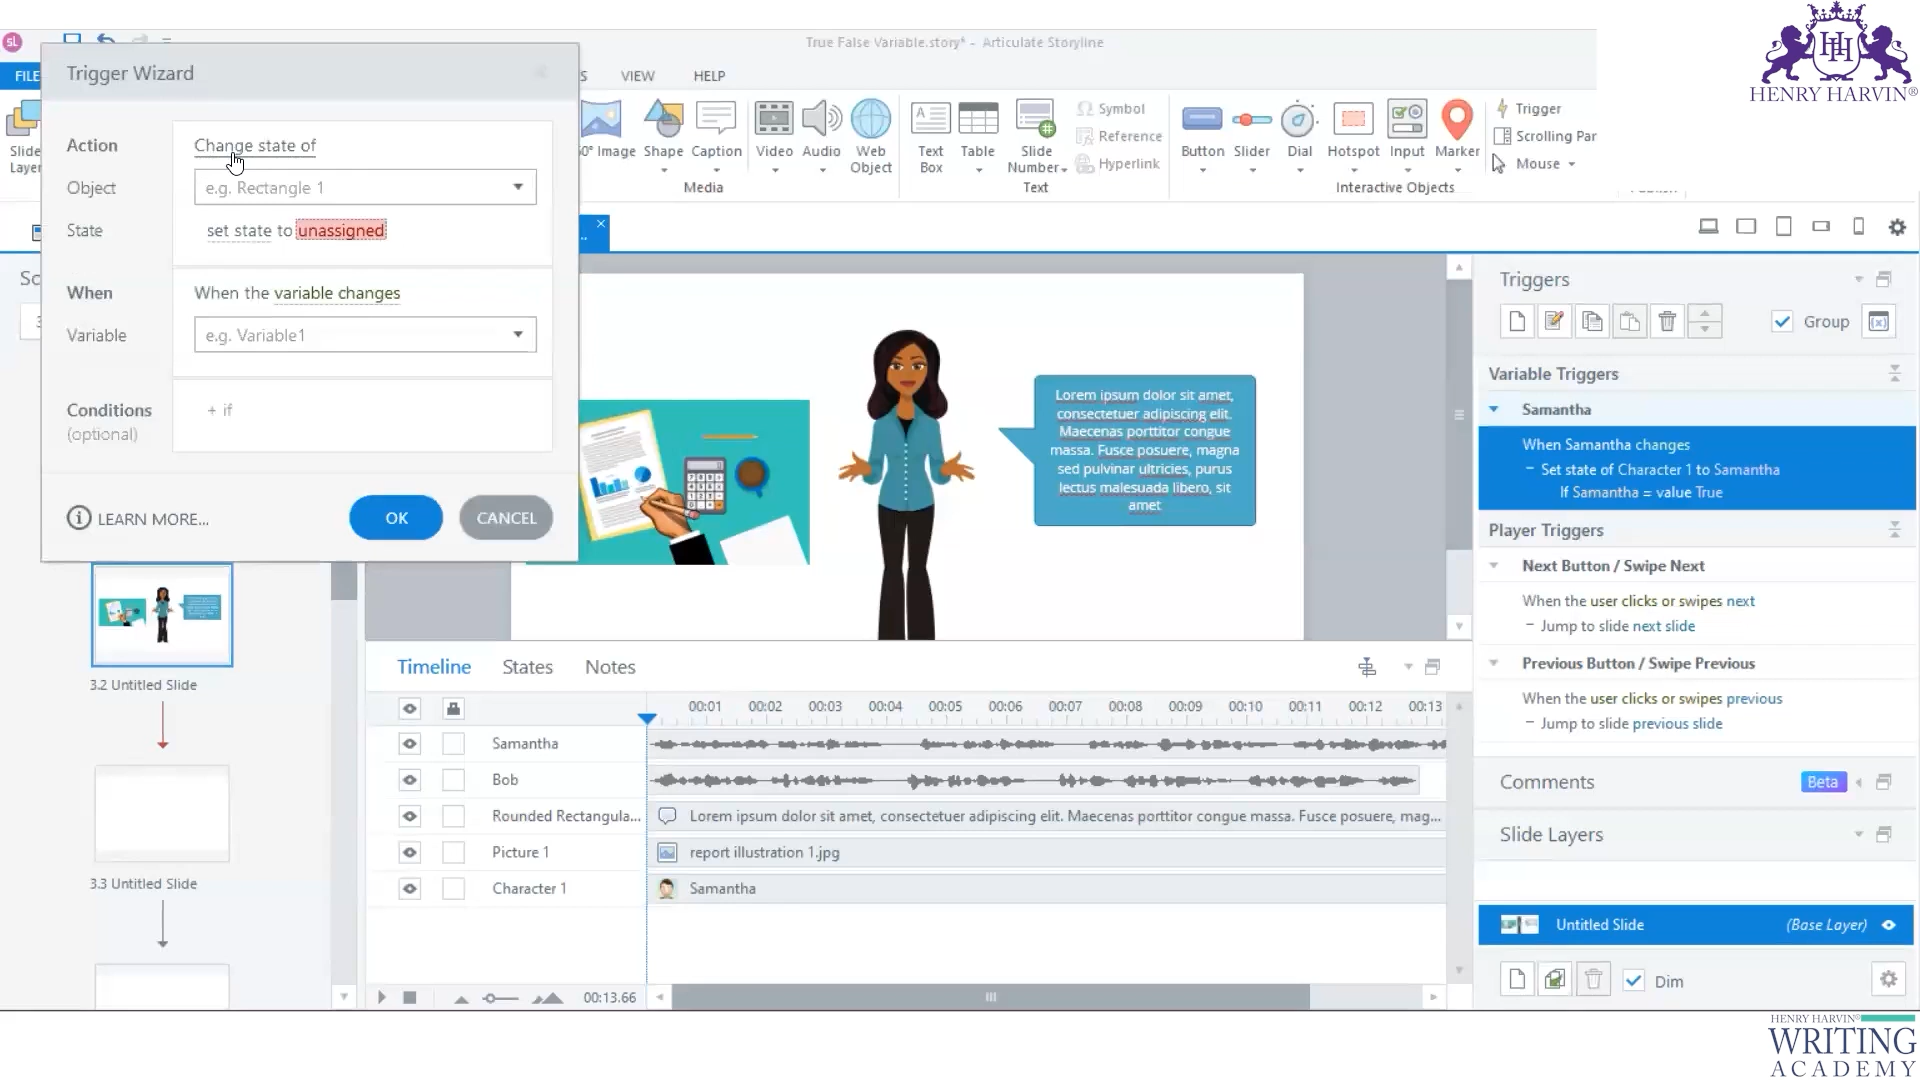 True False Variable.story* - Articulate Storyline
HENRY HARVIN®
FILE
VIEW
HELP
Trigger Wizard
Action
Change state of
Object
e.g. Rectangle 1
State
set state to unassigned
When
When the variable changes
Variable
e.g. Variable1
Conditions
(optional)
+ if
LEARN MORE...
OK
CANCEL
Slide
Layer
Image
Shape
Caption
Media
Video
Audio
Web
Object
Text
Box
Table
Slide
Number
Text
Symbol
Reference
Hyperlink
Button
Slider
Dial
Hotspot
Input
Marker
Interactive Objects
Trigger
Scrolling Par
Mouse
Lorem ipsum dolor sit amet,
consectetuer adipiscing elit.
Maecenas porttitor congue
massa. Fusce posuere, magna
sed pulvinar ultricies, purus
lectus malesuada libero, sit
amet
3.2 Untitled Slide
3.3 Untitled Slide
Timeline
States
Notes
00:01 00:02 00:03 00:04 00:05 00:06 00:07 00:08 00:09 00:10 00:11 00:12 00:13
Samantha
Bob
Rounded Rectangula...
Lorem ipsum dolor sit amet, consectetuer adipiscing elit. Maecenas porttitor congue massa. Fusce posuere, mag...
Picture 1
report illustration 1.jpg
Character 1
Samantha
00:13.66
Triggers
Group
Variable Triggers
Samantha
When Samantha changes
- Set state of Character 1 to Samantha
If Samantha = value True
Player Triggers
Next Button / Swipe Next
When the user clicks or swipes next
- Jump to slide next slide
Previous Button / Swipe Previous
When the user clicks or swipes previous
- Jump to slide previous slide
Comments
Beta
Slide Layers
Untitled Slide
(Base Layer)
Dim
HENRY HARVIN®
WRITING
ACADEMY